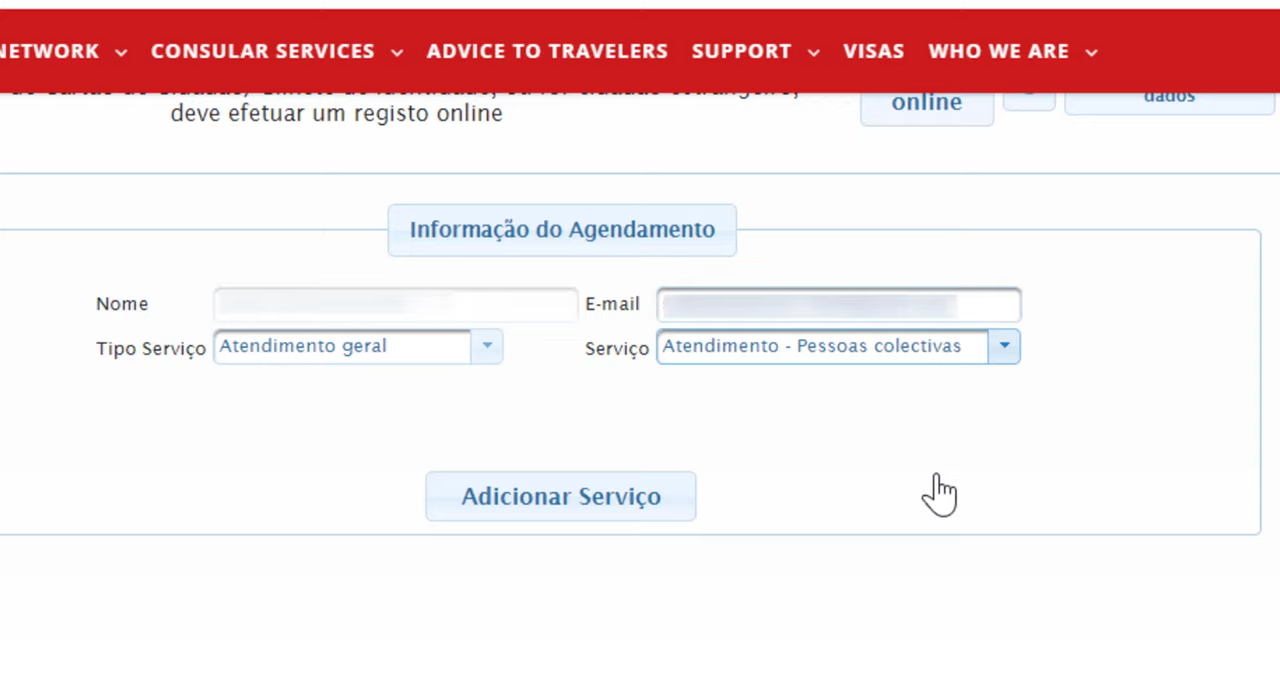 NETWORK CONSULAR SERVICES ADVICE TO TRAVELERS SUPPORT VISAS WHO WE ARE
deve efetuar um registo online
online
dados
Informação do Agendamento
Nome E-mail
Tipo Serviço Atendimento geral Serviço Atendimento - Pessoas colectivas
Adicionar Serviço